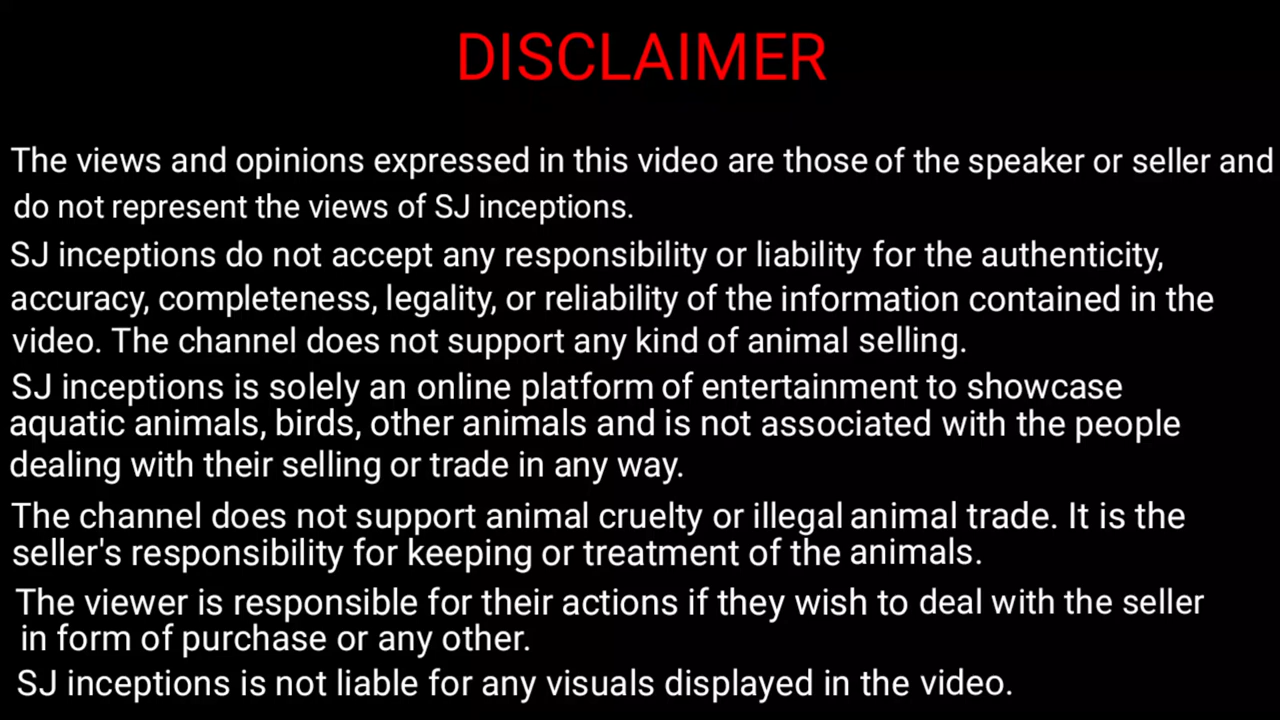 DISCLAIMER
The views and opinions expressed in this video are those of the speaker or seller and
do not represent the views of SJ inceptions.
SJ inceptions do not accept any responsibility or liability for the authenticity,
accuracy, completeness, legality, or reliability of the information contained in the
video. The channel does not support any kind of animal selling.
SJ inceptions is solely an online platform of entertainment to showcase
aquatic animals, birds, other animals and is not associated with the people
dealing with their selling or trade in any way.
The channel does not support animal cruelty or illegal animal trade. It is the
seller's responsibility for keeping or treatment of the animals.
The viewer is responsible for their actions if they wish to deal with the seller
in form of purchase or any other.
SJ inceptions is not liable for any visuals displayed in the video.